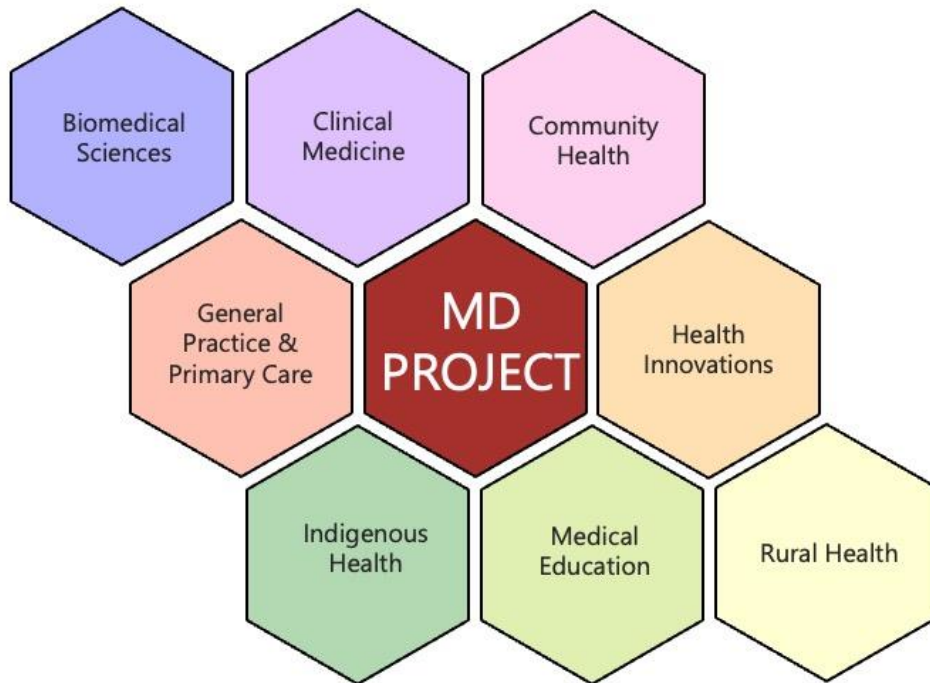 Biomedical
Sciences
Clinical
Medicine
Community
Health
General
Practice &
Primary Care
MD
PROJECT
Health
Innovations
Indigenous
Health
Medical
Education
Rural Health